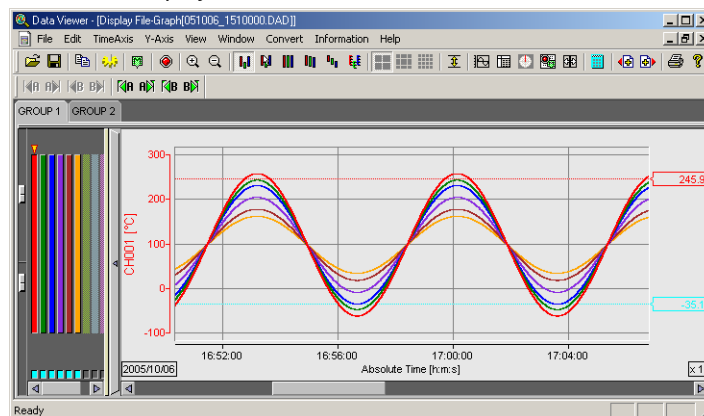 Data Viewer - [Display File-Graph[051006_1510000.DAD]]
File Edit TimeAxis Y-Axis View Window Convert Information Help
A A B B A A B B
GROUP 1 GROUP 2
300
200
100
0
-100
CH001 [°C]
245.9
-35.1
16:52:00 16:56:00 17:00:00 17:04:00
2005/10/06 Absolute Time [h:m:s] x 1
Ready